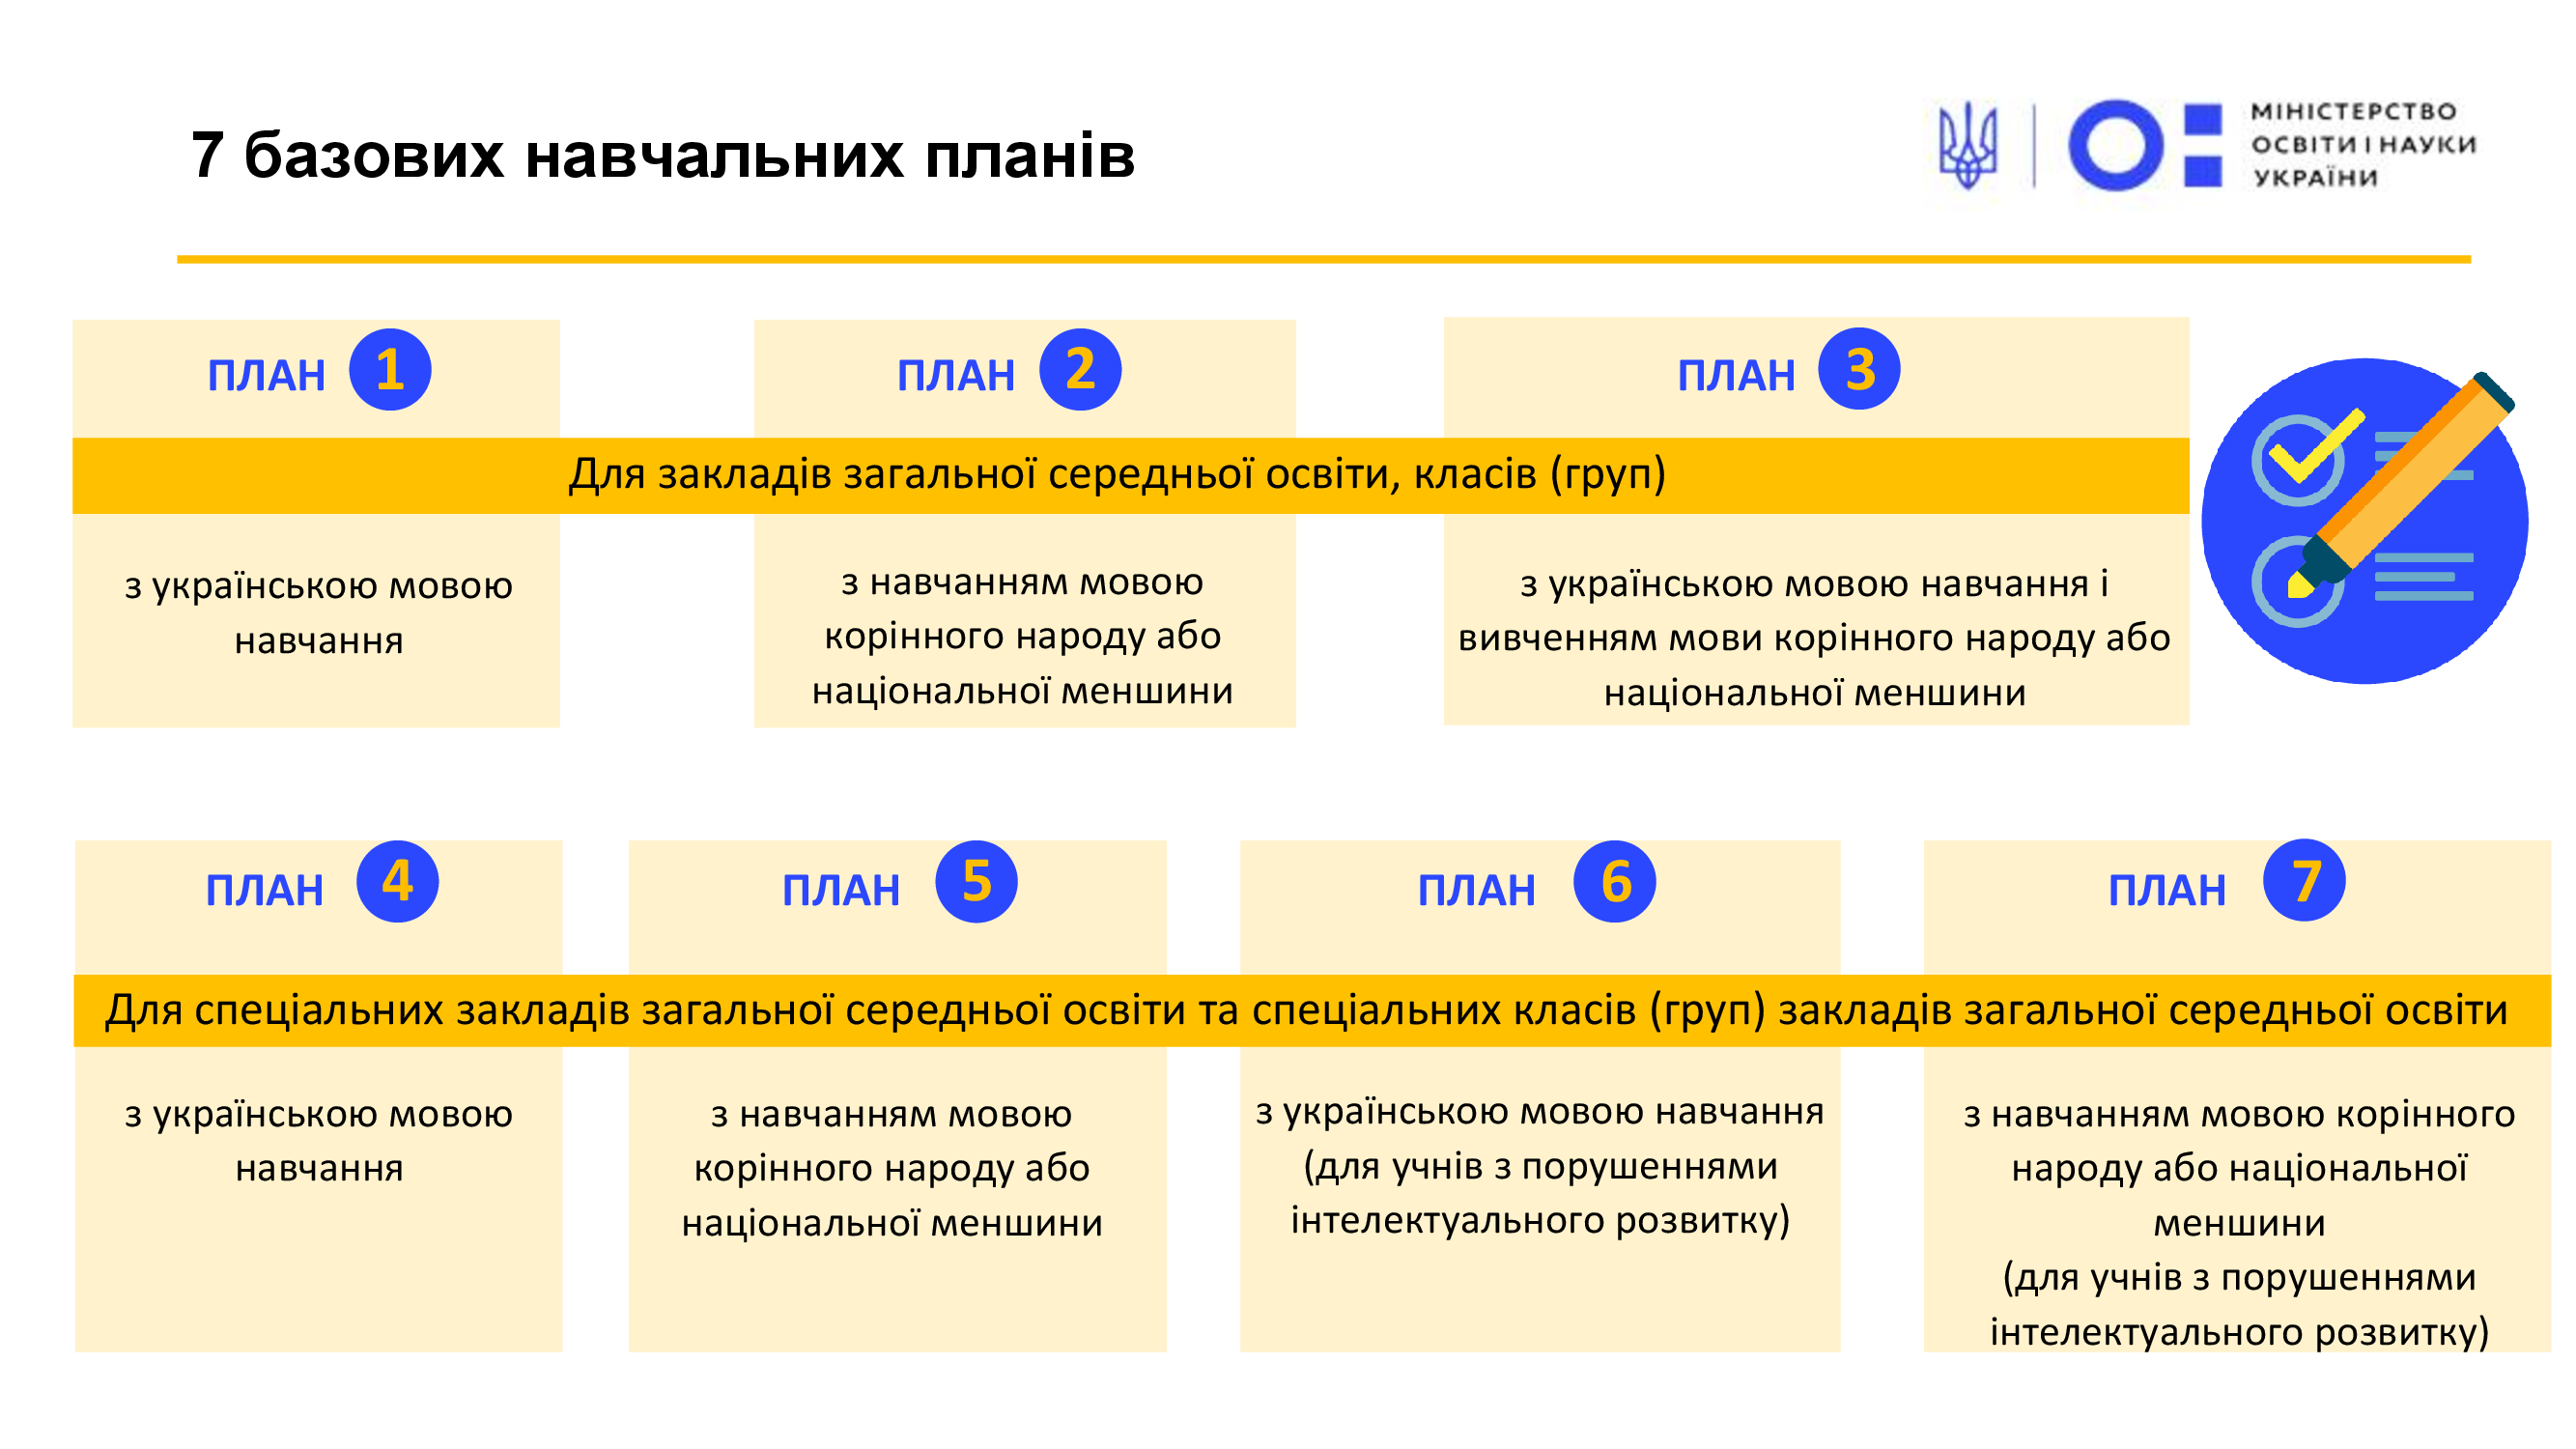 7 базових навчальних планів
МІНІСТЕРСТВО
ОСВІТИ І НАУКИ
УКРАЇНИ
ПЛАН 1
ПЛАН 2
ПЛАН 3
Для закладів загальної середньої освіти, класів (груп)
з українською мовою
навчання
з навчанням мовою
корінного народу або
національної меншини
з українською мовою навчання і
вивченням мови корінного народу або
національної меншини
ПЛАН 4
ПЛАН 5
ПЛАН 6
ПЛАН 7
Для спеціальних закладів загальної середньої освіти та спеціальних класів (груп) закладів загальної середньої освіти
з українською мовою
навчання
з навчанням мовою
корінного народу або
національної меншини
з українською мовою навчання
(для учнів з порушеннями
інтелектуального розвитку)
з навчанням мовою корінного
народу або національної
меншини
(для учнів з порушеннями
інтелектуального розвитку)